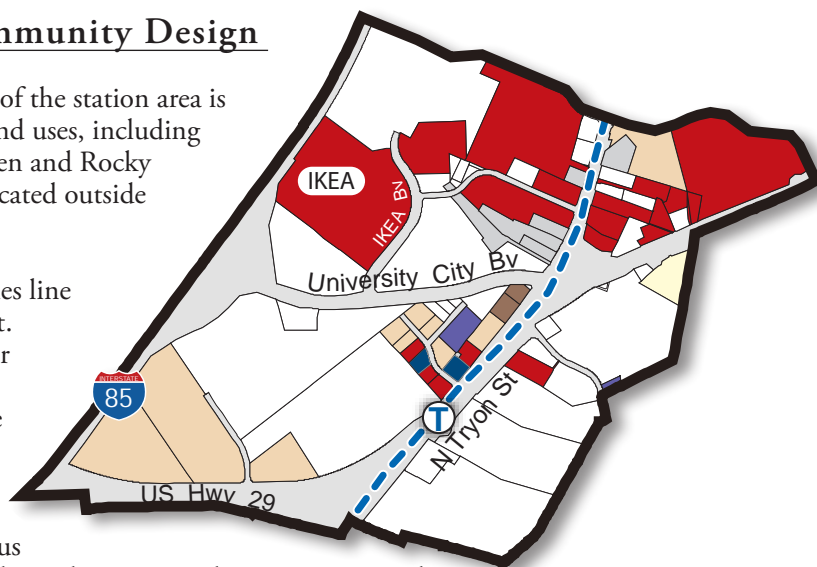 mmunity Design
of the station area is
nd uses, including
en and Rocky
cated outside
es line
t.
r
e
us
IKEA
IKEA Bv
University City Bv
INTERSTATE
85
T
N Tryon St
US Hwy 29